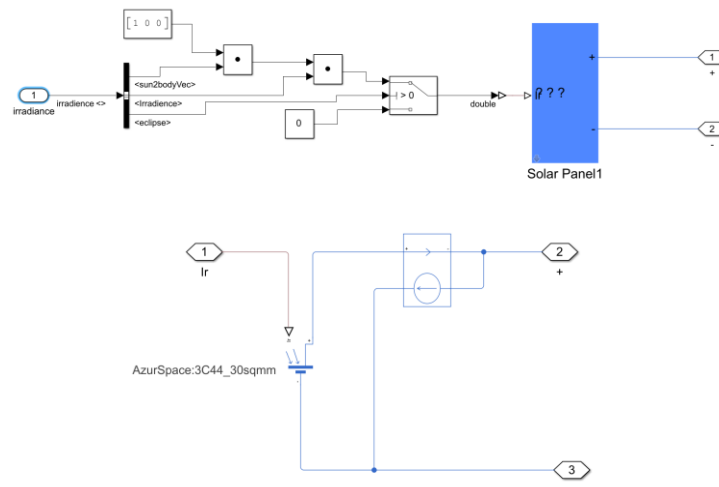 [1 0 0]
<sun2bodyVec>
1
irradiance
irradience <>
<Irradience>
<eclipse>
0
> 0
double
? ?
+
-
Solar Panel1
1
+
2
-
1
Ir
2
+
AzurSpace:3C44_30sqmm
3